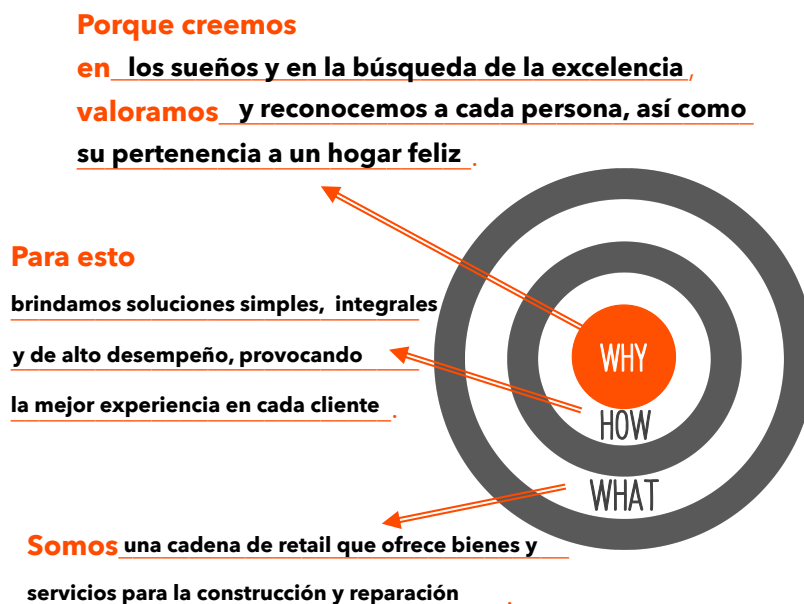 Porque creemos
en los sueños y en la búsqueda de la excelencia,
valoramos y reconocemos a cada persona, así como
su pertenencia a un hogar feliz.
Para esto
brindamos soluciones simples, integrales
y de alto desempeño, provocando
la mejor experiencia en cada cliente.
WHY
HOW
WHAT
Somos una cadena de retail que ofrece bienes y
servicios para la construcción y reparación.